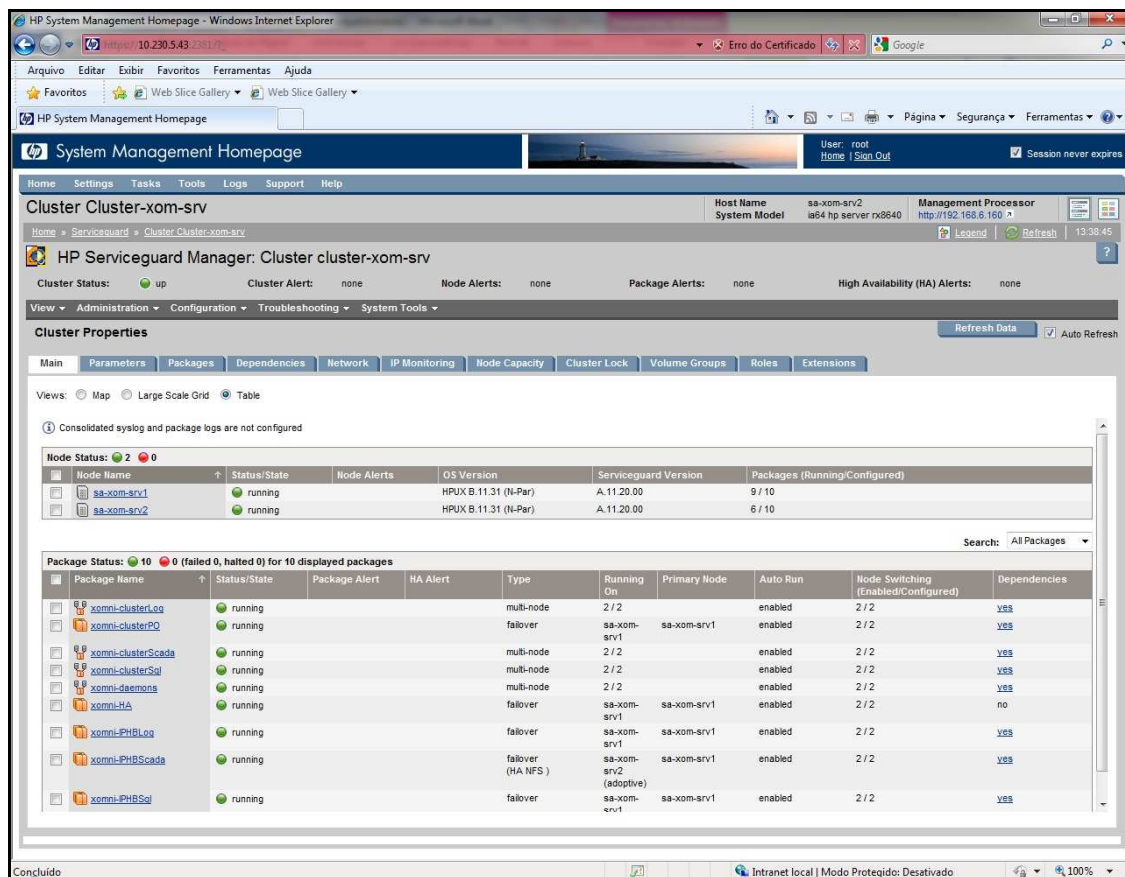 HP System Management Homepage - Windows Internet Explorer
https://10.230.5.43:2381/?
Erro do Certificado
Google
Arquivo Editar Exibir Favoritos Ferramentas Ajuda
Favoritos Web Slice Gallery Web Slice Gallery
HP System Management Homepage
Página Segurança Ferramentas
System Management Homepage
User: root
Home | Sign Out
Session never expires
Home Settings Tasks Tools Logs Support Help
Cluster Cluster-xom-srv
Host Name sa-xom-srv2 Management Processor
System Model ia64 hp server rx8640 http://192.168.6.160
Home » Serviceguard » Cluster Cluster-xom-srv
Legend | Refresh | 13:38:45
HP Serviceguard Manager: Cluster cluster-xom-srv
?
Cluster Status: up Cluster Alert: none Node Alerts: none Package Alerts: none High Availability (HA) Alerts: none
View Administration Configuration Troubleshooting System Tools
Cluster Properties
Refresh Data Auto Refresh
Main Parameters Packages Dependencies Network IP Monitoring Node Capacity Cluster Lock Volume Groups Roles Extensions
Views: Map Large Scale Grid Table
Consolidated syslog and package logs are not configured
Node Status: 2 0
Node Name Status/State Node Alerts OS Version Serviceguard Version Packages (Running/Configured)
sa-xom-srv1 running HPUX B.11.31 (N-Par) A.11.20.00 9 / 10
sa-xom-srv2 running HPUX B.11.31 (N-Par) A.11.20.00 6 / 10
Search: All Packages
Package Status: 10 0 (failed 0, halted 0) for 10 displayed packages
Package Name Status/State Package Alert HA Alert Type Running Primary Node Auto Run Node Switching Dependencies
On (Enabled/Configured)
xomni-clusterLog running multi-node 2 / 2 enabled 2 / 2 yes
xomni-clusterPO running failover sa-xom- sa-xom-srv1 enabled 2 / 2 yes
srv1
xomni-clusterScada running multi-node 2 / 2 enabled 2 / 2 yes
xomni-clusterSql running multi-node 2 / 2 enabled 2 / 2 yes
xomni-daemons running multi-node 2 / 2 enabled 2 / 2 yes
xomni-HA running failover sa-xom- sa-xom-srv1 enabled 2 / 2 no
srv1
xomni-IPHBLog running failover sa-xom- sa-xom-srv1 enabled 2 / 2 yes
srv1
xomni-IPHBScada running failover sa-xom- sa-xom-srv1 enabled 2 / 2 yes
(HA NFS ) srv2
(adoptive)
xomni-IPHBSql running failover sa-xom- sa-xom-srv1 enabled 2 / 2 yes
srv1
Concluído
Intranet local | Modo Protegido: Desativado
100%